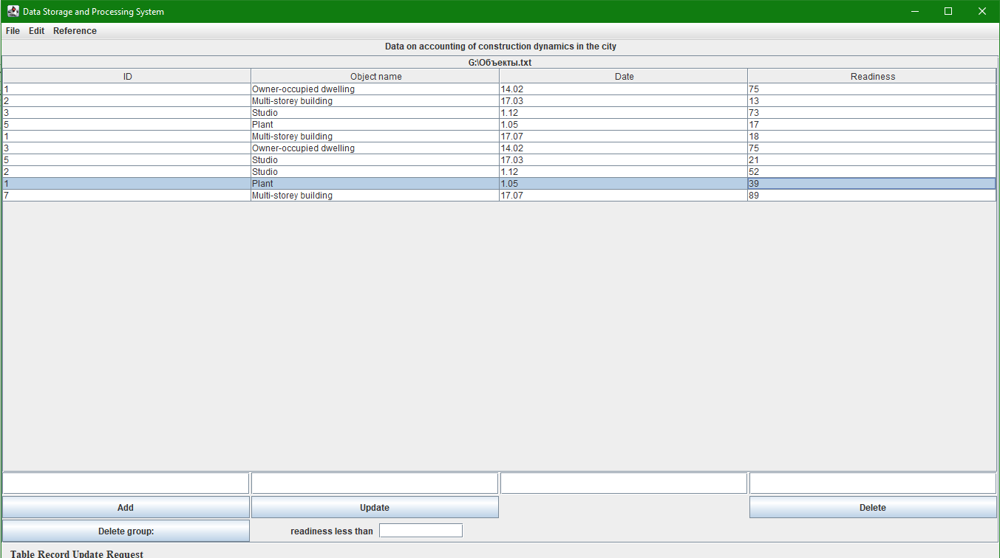 Data Storage and Processing System
File Edit Reference
Data on accounting of construction dynamics in the city
G:\Объекты.txt
ID Object name Date Readiness
1 Owner-occupied dwelling 14.02 75
2 Multi-storey building 17.03 13
3 Studio 1.12 73
5 Plant 1.05 17
1 Multi-storey building 17.07 18
3 Owner-occupied dwelling 14.02 75
5 Studio 17.03 21
2 Studio 1.12 52
1 Plant 1.05 39
7 Multi-storey building 17.07 89
Add Update Delete
Delete group: readiness less than
Table Record Update Request